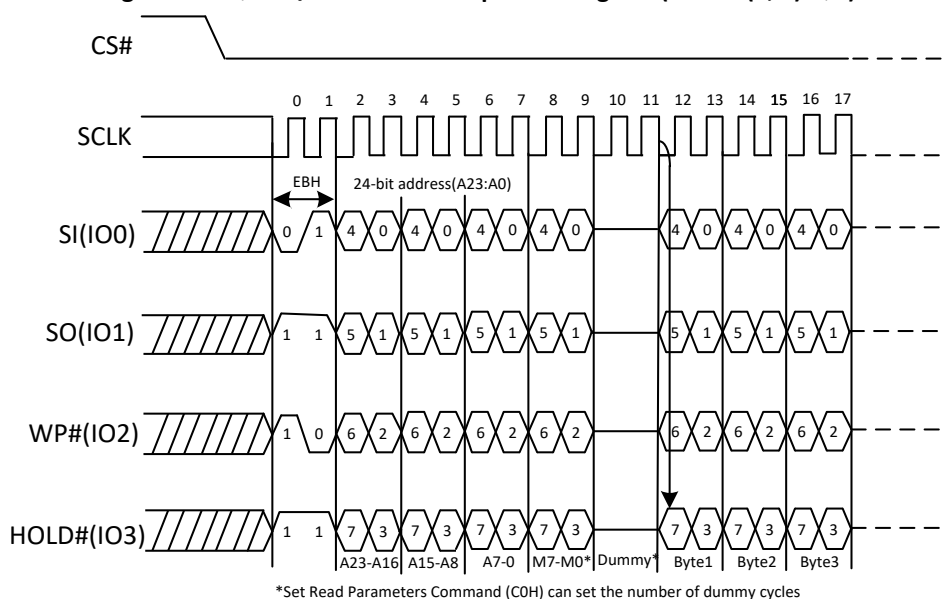 CS#
0 1 2 3 4 5 6 7 8 9 10 11 12 13 14 15 16 17
SCLK
EBH 24-bit address(A23:A0)
SI(IO0) 0 1 4 0 4 0 4 0 4 0 4 0 4 0 4 0
SO(IO1) 1 1 5 1 5 1 5 1 5 1 5 1 5 1 5 1
WP#(IO2) 1 0 6 2 6 2 6 2 6 2 6 2 6 2 6 2
HOLD#(IO3) 1 1 7 3 7 3 7 3 7 3 7 3 7 3 7 3
A23-A16 A15-A8 A7-0 M7-M0* Dummy* Byte1 Byte2 Byte3
*Set Read Parameters Command (C0H) can set the number of dummy cycles